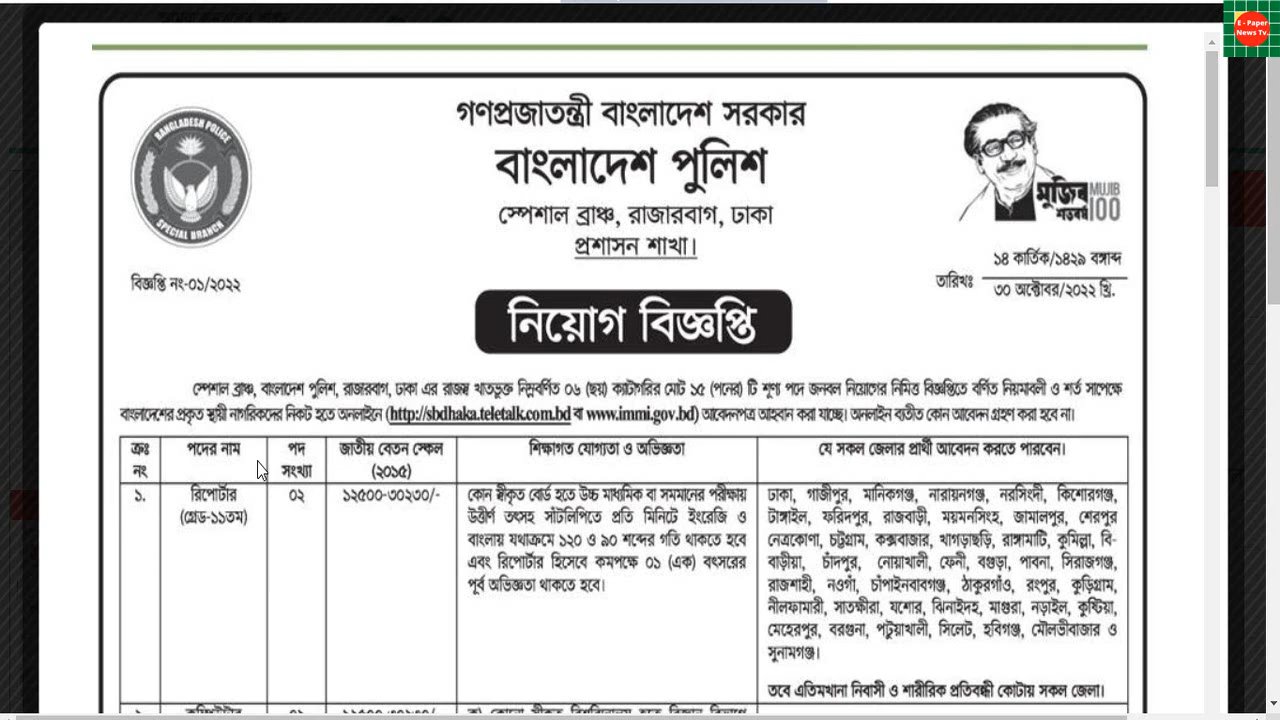 E - Paper
News Tv.
গণপ্রজাতন্ত্রী বাংলাদেশ সরকার
বাংলাদেশ পুলিশ
স্পেশাল ব্রাঞ্চ, রাজারবাগ, ঢাকা
প্রশাসন শাখা।
BANGLADESH POLICE
SPECIAL BRANCH
মুজিব MUJIB
শতবর্ষ 100
বিজ্ঞপ্তি নং-০১/২০২২
তারিখঃ ১৪ কার্তিক/১৪২৯ বঙ্গাব্দ
৩০ অক্টোবর/২০২২ খ্রি.
নিয়োগ বিজ্ঞপ্তি
স্পেশাল ব্রাঞ্চ, বাংলাদেশ পুলিশ, রাজারবাগ, ঢাকা এর রাজস্ব খাতভুক্ত নিম্নবর্ণিত ০৬ (ছয়) ক্যাটাগরির মোট ১৫ (পনের) টি শূণ্য পদে জনবল নিয়োগের নিমিত্ত বিজ্ঞপ্তিতে বর্ণিত নিয়মাবলী ও শর্ত সাপেক্ষে
বাংলাদেশের প্রকৃত স্থায়ী নাগরিকদের নিকট হতে অনলাইনে (http://sbdhaka.teletalk.com.bd বা www.immi.gov.bd) আবেদনপত্র আহবান করা যাচ্ছে। অনলাইন ব্যতীত কোন আবেদন গ্রহণ করা হবে না।
ক্রঃ
নং
পদের নাম
পদ
সংখ্যা
জাতীয় বেতন স্কেল
(২০১৫)
শিক্ষাগত যোগ্যতা ও অভিজ্ঞতা
যে সকল জেলার প্রার্থী আবেদন করতে পারবেন।
১.
রিপোর্টার
(গ্রেড-১১তম)
০২
১২৫০০-৩০২৩০/-
কোন স্বীকৃত বোর্ড হতে উচ্চ মাধ্যমিক বা সমমানের পরীক্ষায়
উত্তীর্ণ তৎসহ সাঁটলিপিতে প্রতি মিনিটে ইংরেজি ও
বাংলায় যথাক্রমে ১২০ ও ৯০ শব্দের গতি থাকতে হবে
এবং রিপোর্টার হিসেবে কমপক্ষে ০১ (এক) বৎসরের
পূর্ব অভিজ্ঞতা থাকতে হবে।
ঢাকা, গাজীপুর, মানিকগঞ্জ, নারায়নগঞ্জ, নরসিংদী, কিশোরগঞ্জ,
টাঙ্গাইল, ফরিদপুর, রাজবাড়ী, ময়মনসিংহ, জামালপুর, শেরপুর
নেত্রকোণা, চট্টগ্রাম, কক্সবাজার, খাগড়াছড়ি, রাঙ্গামাটি, কুমিল্লা, বি-
বাড়ীয়া, চাঁদপুর, নোয়াখালী, ফেনী, বগুড়া, পাবনা, সিরাজগঞ্জ,
রাজশাহী, নওগাঁ, চাঁপাইনবাবগঞ্জ, ঠাকুরগাঁও, রংপুর, কুড়িগ্রাম,
নীলফামারী, সাতক্ষীরা, যশোর, ঝিনাইদহ, মাগুরা, নড়াইল, কুষ্টিয়া,
মেহেরপুর, বরগুনা, পটুয়াখালী, সিলেট, হবিগঞ্জ, মৌলভীবাজার ও
সুনামগঞ্জ।
তবে এতিমখানা নিবাসী ও শারীরিক প্রতিবন্ধী কোটায় সকল জেলা।